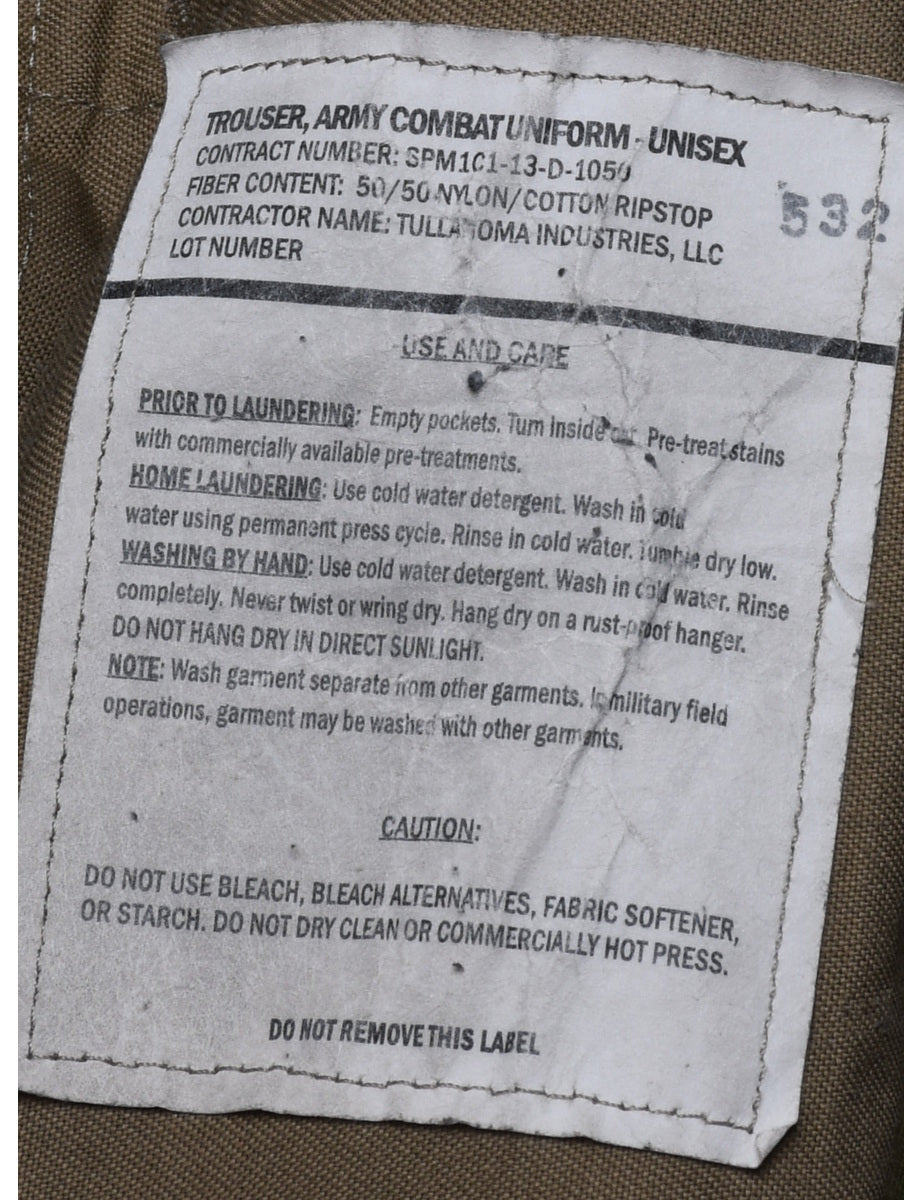 TROUSER, ARMY COMBAT UNIFORM - UNISEX
CONTRACT NUMBER: SPM1C1-13-D-1050
FIBER CONTENT: 50/50 NYLON/COTTON RIPSTOP
532
CONTRACTOR NAME: TULLAHOMA INDUSTRIES, LLC
LOT NUMBER
USE AND CARE
PRIOR TO LAUNDERING: Empty pockets. Turn inside out. Pre-treat stains
with commercially available pre-treatments.
HOME LAUNDERING: Use cold water detergent. Wash in cold
water using permanent press cycle. Rinse in cold water. Tumble dry low.
WASHING BY HAND: Use cold water detergent. Wash in cold water. Rinse
completely. Never twist or wring dry. Hang dry on a rust-proof hanger.
DO NOT HANG DRY IN DIRECT SUNLIGHT.
NOTE: Wash garment separate from other garments. In military field
operations, garment may be washed with other garments.
CAUTION:
DO NOT USE BLEACH, BLEACH ALTERNATIVES, FABRIC SOFTENER,
OR STARCH. DO NOT DRY CLEAN OR COMMERCIALLY HOT PRESS.
DO NOT REMOVE THIS LABEL